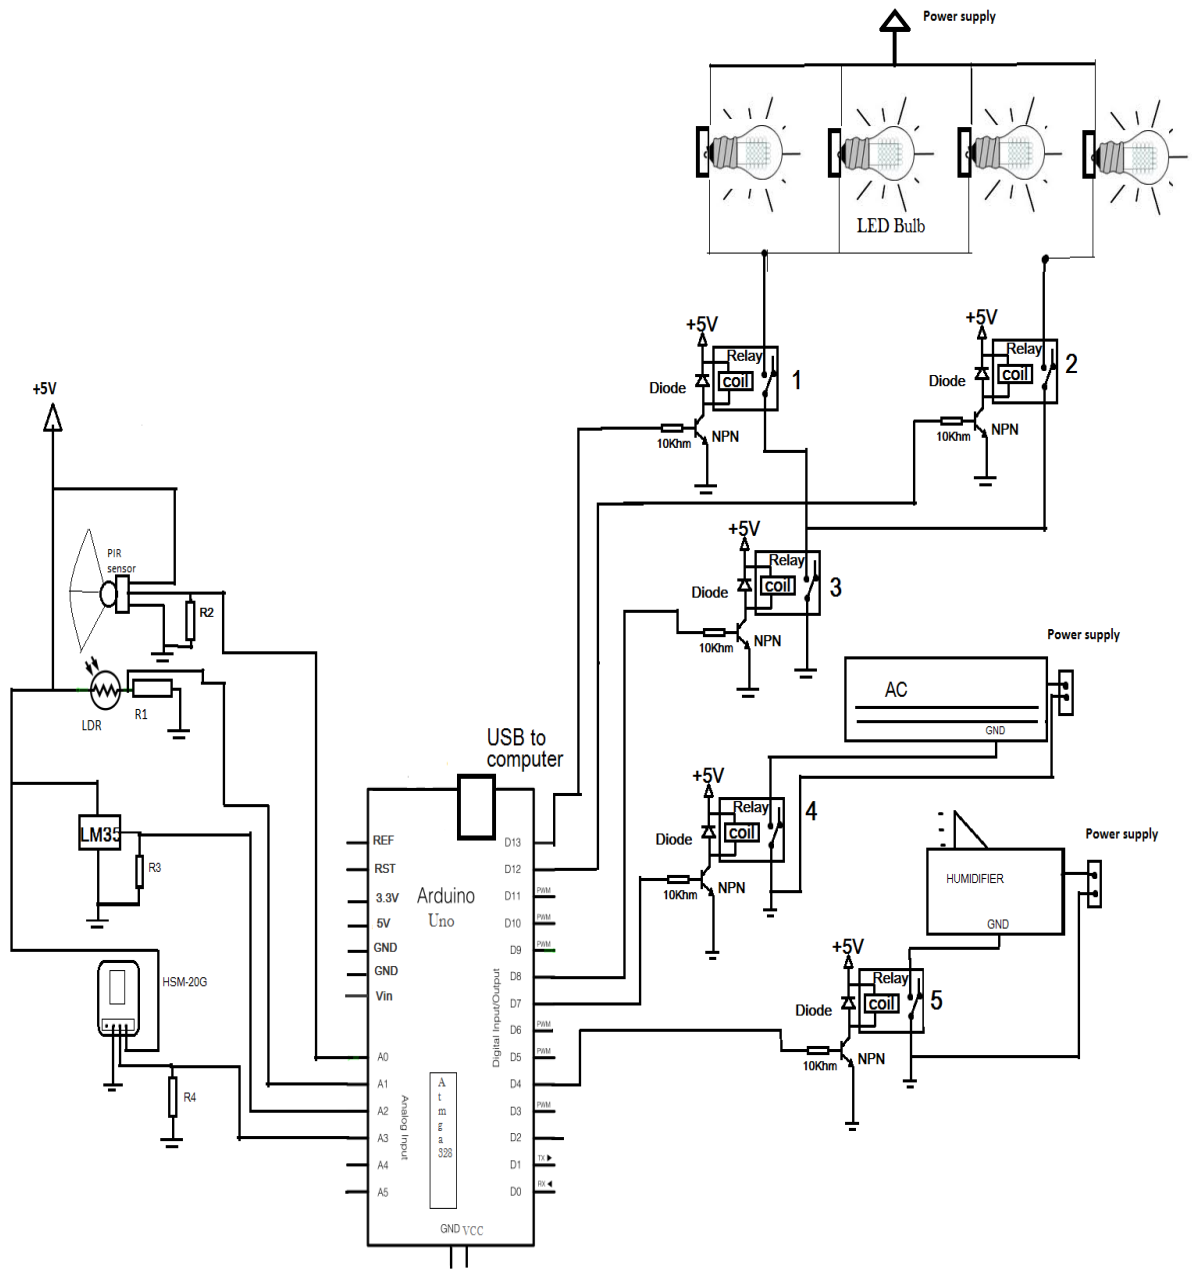 Power supply
LED Bulb
+5V
Relay
coil
1
Diode
10Khm
NPN
+5V
Relay
coil
2
Diode
10Khm
NPN
+5V
PIR
sensor
R2
LDR
R1
+5V
Relay
coil
3
Diode
10Khm
NPN
Power supply
AC
GND
USB to
computer
+5V
Relay
coil
4
Diode
10Khm
NPN
Power supply
HUMIDIFIER
GND
+5V
Relay
coil
5
Diode
10Khm
NPN
LM35
R3
HSM-20G
R4
Arduino
Uno
REF
RST
3.3V
5V
GND
GND
Vin
A0
A1
A2
A3
A4
A5
Analog Input
A
t
m
g
a
328
Digital Input/Output
D13
D12
D11 PWM
D10 PWM
D9 PWM
D8
D7
D6 PWM
D5 PWM
D4
D3 PWM
D2
D1 TX
D0 RX
GND VCC